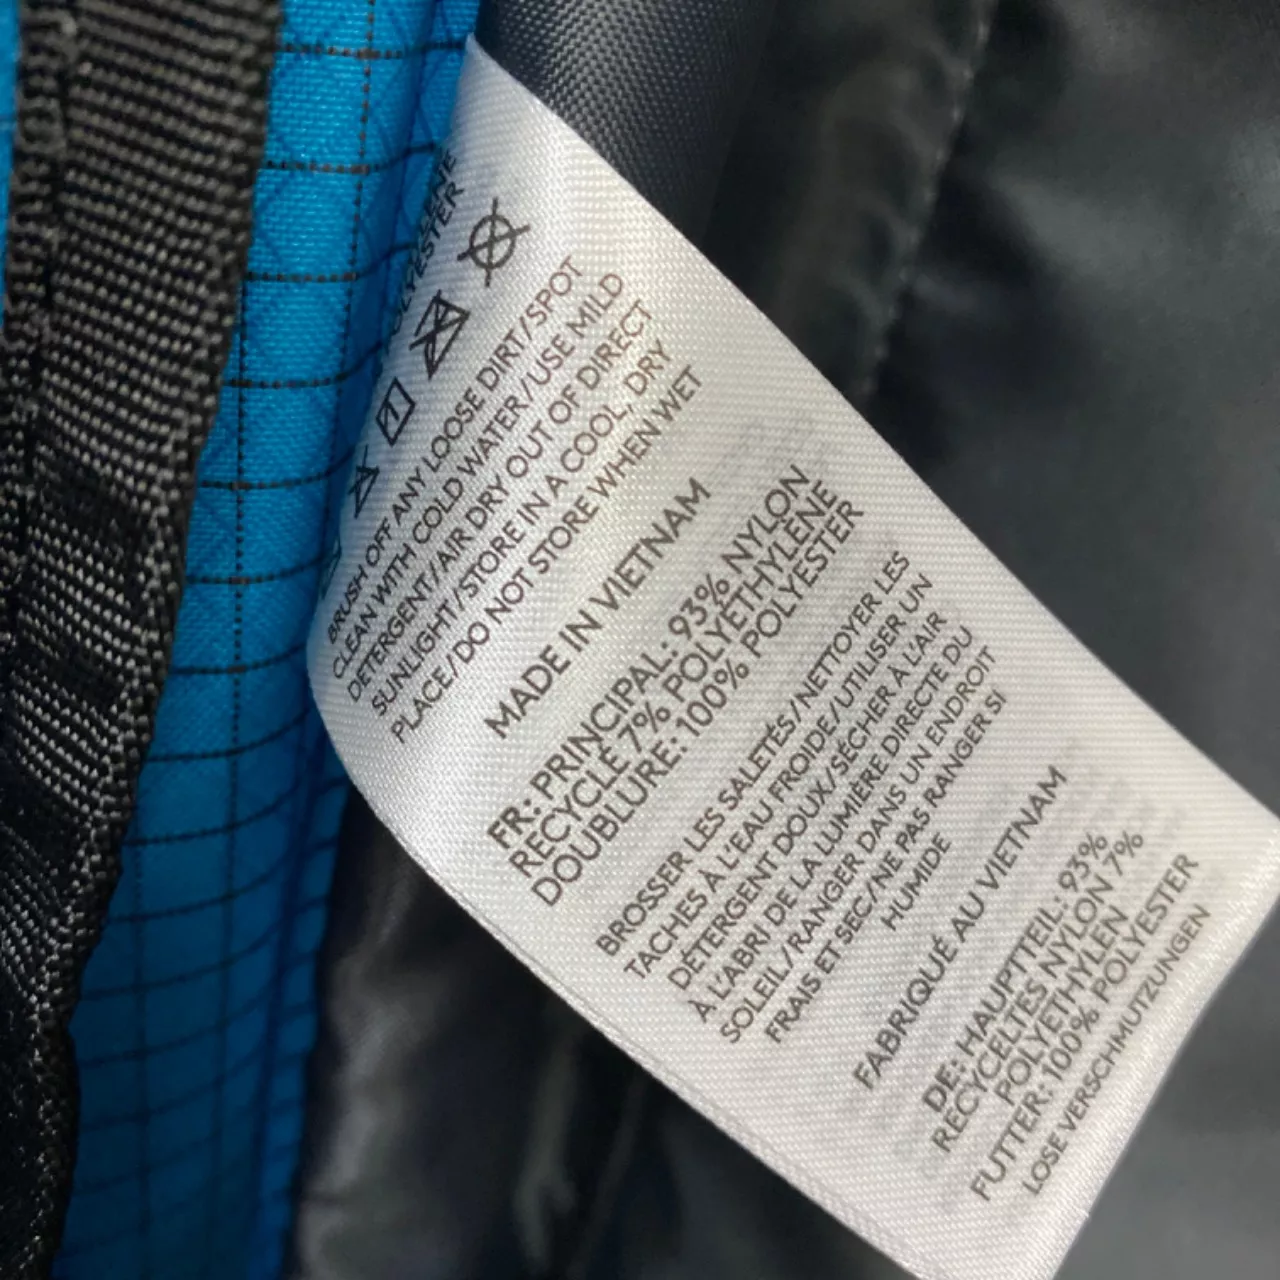 POLYESTER
BRUSH OFF ANY LOOSE DIRT/SPOT
CLEAN WITH COLD WATER/USE MILD
DETERGENT/AIR DRY OUT OF DIRECT
SUNLIGHT/STORE IN A COOL, DRY
PLACE/DO NOT STORE WHEN WET
MADE IN VIETNAM
FR: PRINCIPAL: 93% NYLON
RECYCLÉ 7% POLYETHYLENE
DOUBLURE: 100% POLYESTER
BROSSER LES SALETÉS/NETTOYER LES
TACHES À L'EAU FROIDE/UTILISER UN
DÉTERGENT DOUX/SÉCHER À L'AIR
À L'ABRI DE LA LUMIÈRE DIRECTE DU
SOLEIL/RANGER DANS UN ENDROIT
FRAIS ET SEC/NE PAS RANGER SI
HUMIDE
FABRIQUÉ AU VIETNAM
DE: HAUPTTEIL: 93%
RECYCELTES NYLON 7%
POLYETHYLEN
FUTTER: 100% POLYESTER
LOSE VERSCHMUTZUNGEN